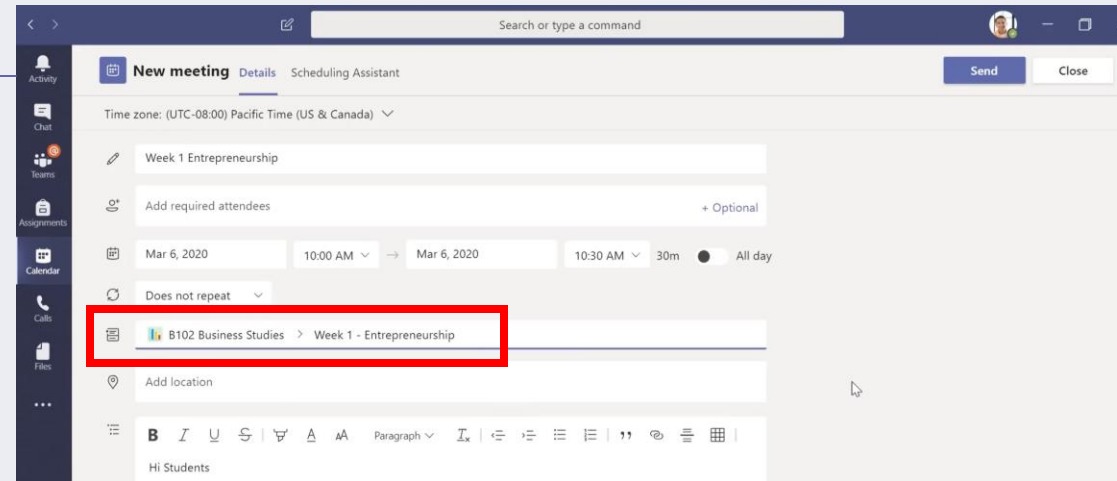 Search or type a command
Activity
Chat
Teams
Assignments
Calendar
Calls
Files
New meeting Details Scheduling Assistant
Send Close
Time zone: (UTC-08:00) Pacific Time (US & Canada)
Week 1 Entrepreneurship
Add required attendees + Optional
Mar 6, 2020 10:00 AM → Mar 6, 2020 10:30 AM 30m All day
Does not repeat
B102 Business Studies > Week 1 - Entrepreneurship
Add location
B I U S A AA Paragraph Ix
Hi Students